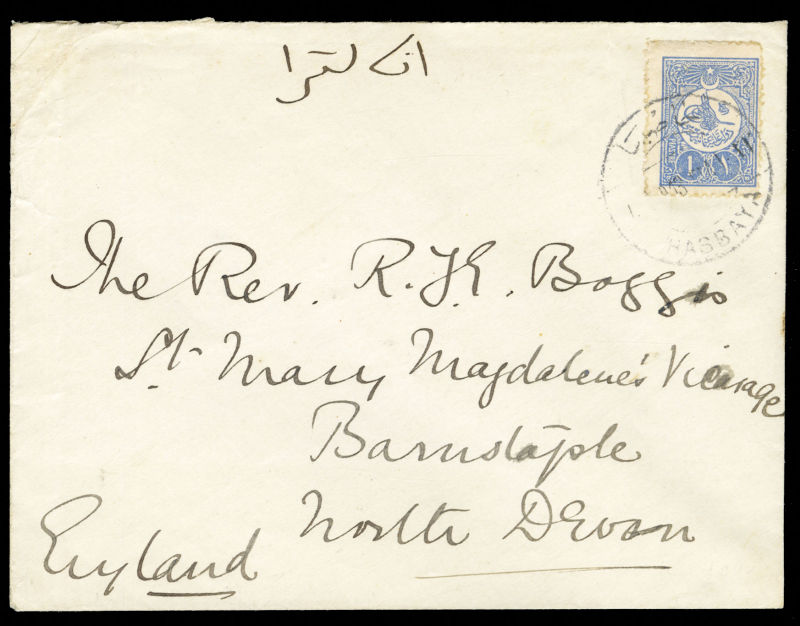 انكلترا
HASBAYA
The Rev. R. J. E. Boggis
St. Mary Magdalene's Vicarage
Barnstaple
North Devon
England